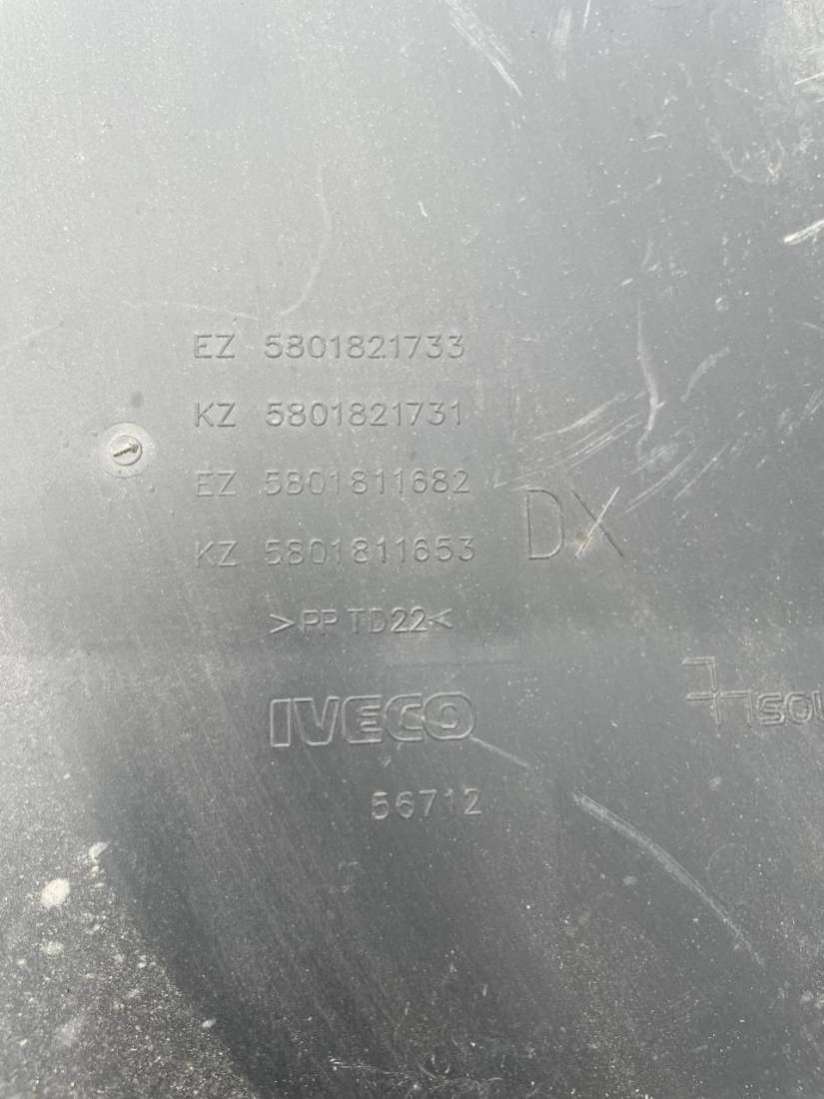 EZ 5801821733
KZ 5801821731
EZ 5801811682
KZ 5801811653
DX
>PP TD22<
IVECO
56712